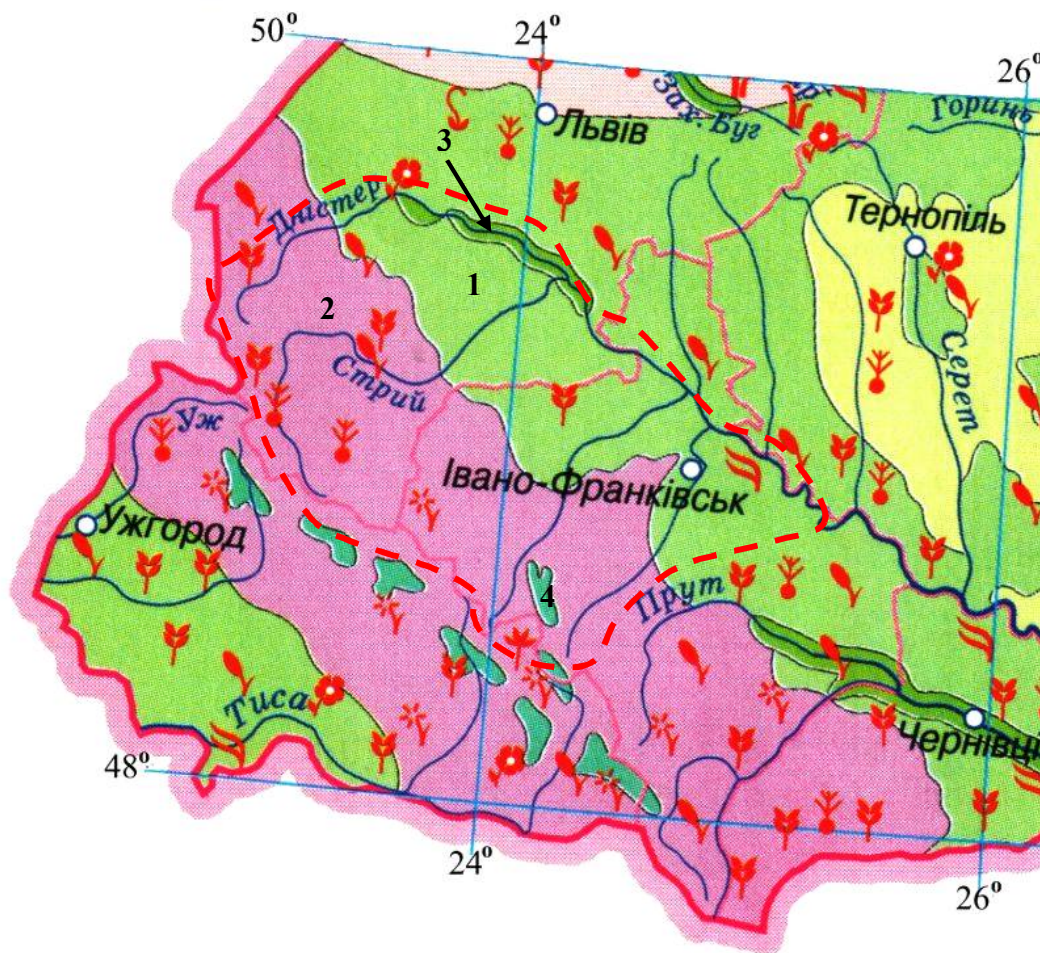 50°
24°
26°
Зах. Буг
Горинь
Львів
3
Дністер
Тернопіль
1
2
Стрий
Серет
Уж
Івано-Франківськ
Ужгород
4
Прут
Тиса
Чернівці
48°
24°
26°